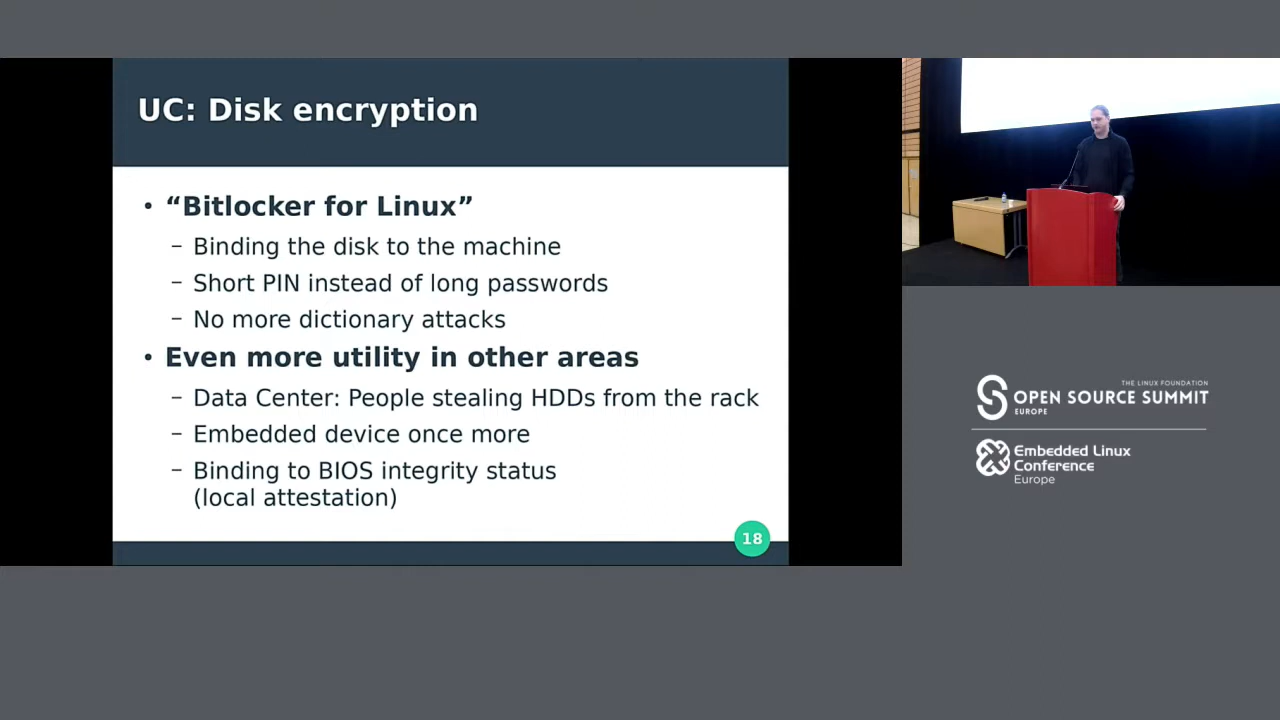 UC: Disk encryption
• “Bitlocker for Linux”
– Binding the disk to the machine
– Short PIN instead of long passwords
– No more dictionary attacks
• Even more utility in other areas
– Data Center: People stealing HDDs from the rack
– Embedded device once more
– Binding to BIOS integrity status
(local attestation)
18
THE LINUX FOUNDATION
OPEN SOURCE SUMMIT
EUROPE
Embedded Linux
Conference
Europe